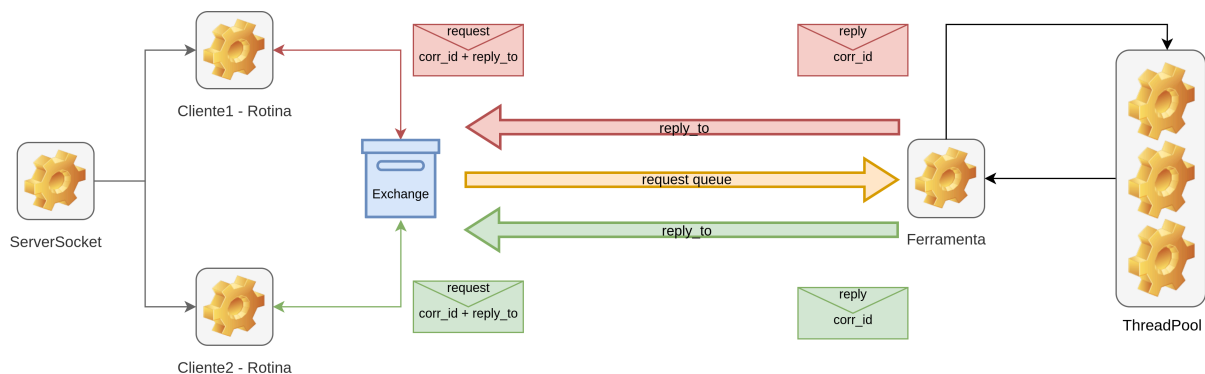 request
corr_id + reply_to
reply
corr_id
Cliente1 - Rotina
reply_to
Exchange
request queue
ServerSocket
reply_to
Ferramenta
request
corr_id + reply_to
reply
corr_id
ThreadPool
Cliente2 - Rotina